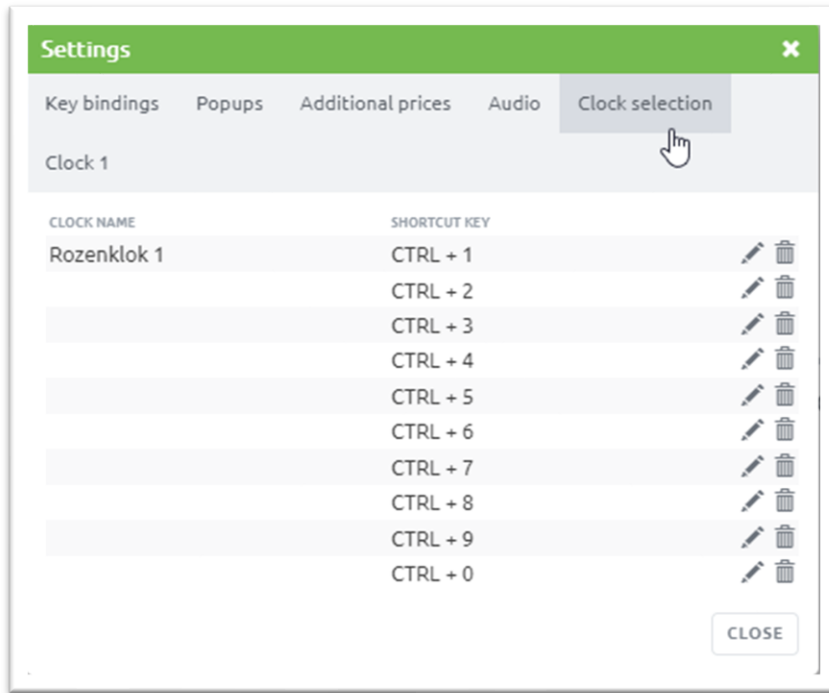 Settings
Key bindings Popups Additional prices Audio Clock selection
Clock 1
CLOCK NAME SHORTCUT KEY
Rozenklok 1 CTRL + 1
CTRL + 2
CTRL + 3
CTRL + 4
CTRL + 5
CTRL + 6
CTRL + 7
CTRL + 8
CTRL + 9
CTRL + 0
CLOSE